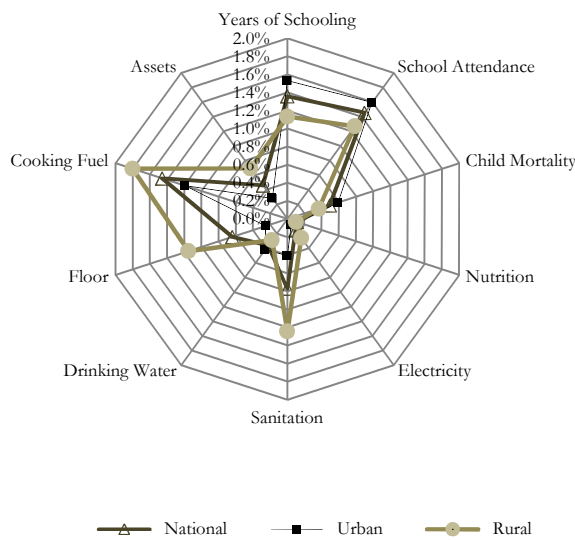 Years of Schooling
2.0%
1.8%
1.6%
1.4%
1.2%
1.0%
0.8%
0.6%
0.4%
0.2%
0.0%
School Attendance
Child Mortality
Nutrition
Electricity
Sanitation
Drinking Water
Floor
Cooking Fuel
Assets
National Urban Rural